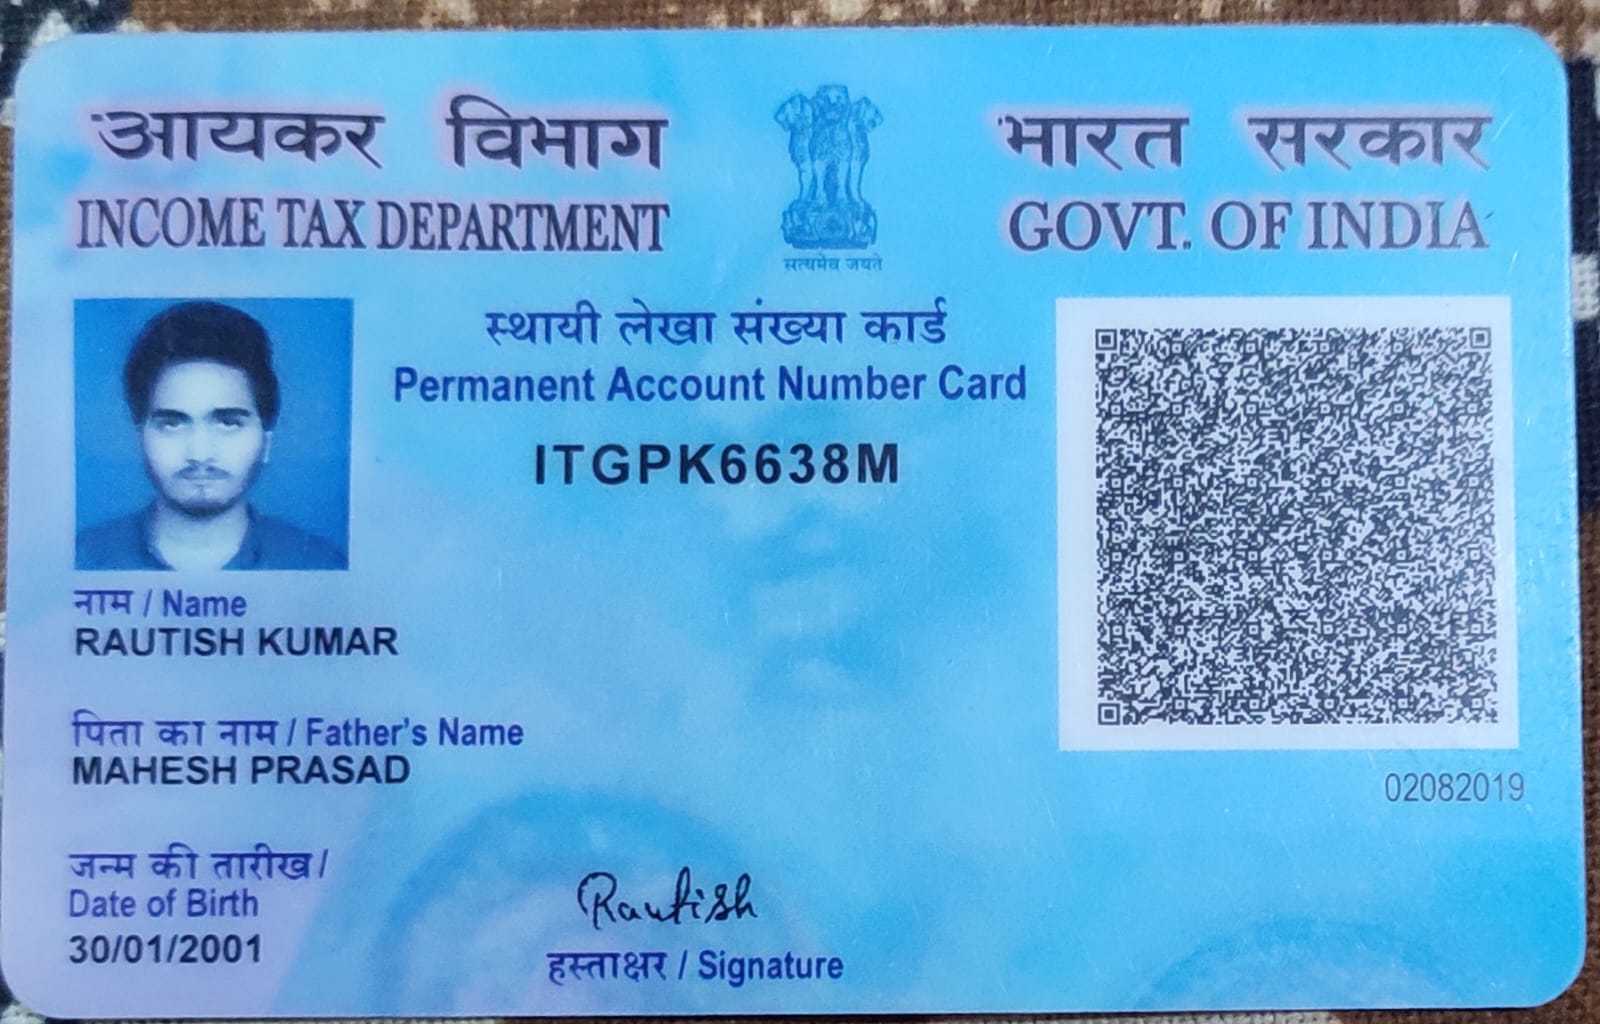 आयकर विभाग
INCOME TAX DEPARTMENT
सत्यमेव जयते
भारत सरकार
GOVT. OF INDIA
स्थायी लेखा संख्या कार्ड
Permanent Account Number Card
ITGPK6638M
नाम / Name
RAUTISH KUMAR
पिता का नाम / Father's Name
MAHESH PRASAD
02082019
जन्म की तारीख /
Date of Birth
30/01/2001
Rautish
हस्ताक्षर / Signature